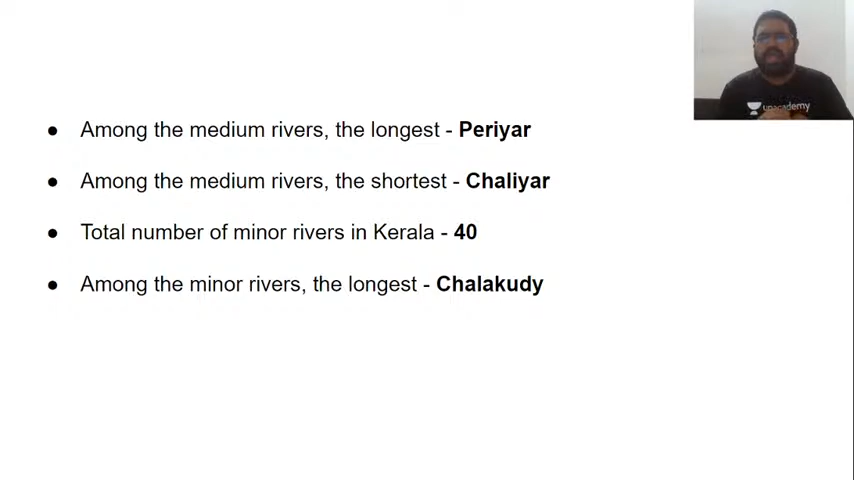 ● Among the medium rivers, the longest - Periyar
● Among the medium rivers, the shortest - Chaliyar
● Total number of minor rivers in Kerala - 40
● Among the minor rivers, the longest - Chalakudy
unacademy